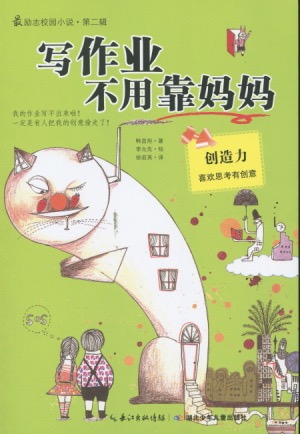 最励志校园小说·第二辑
写作业
不用靠妈妈
我的作业写不出来啦！
一定是有人把我的创意偷走了！
创造力
喜欢思考有创意
长江出版传媒
湖北少年儿童出版社